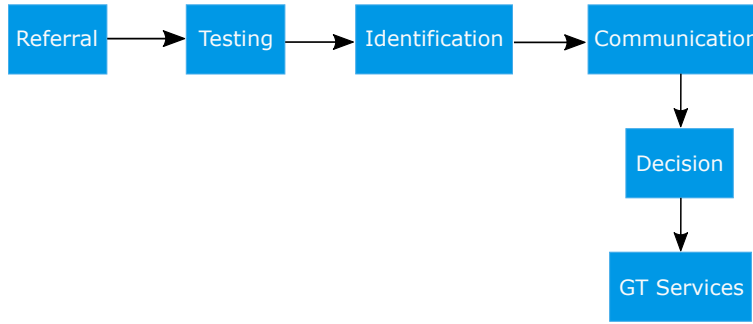 Referral
Testing
Identification
Communication
Decision
GT Services